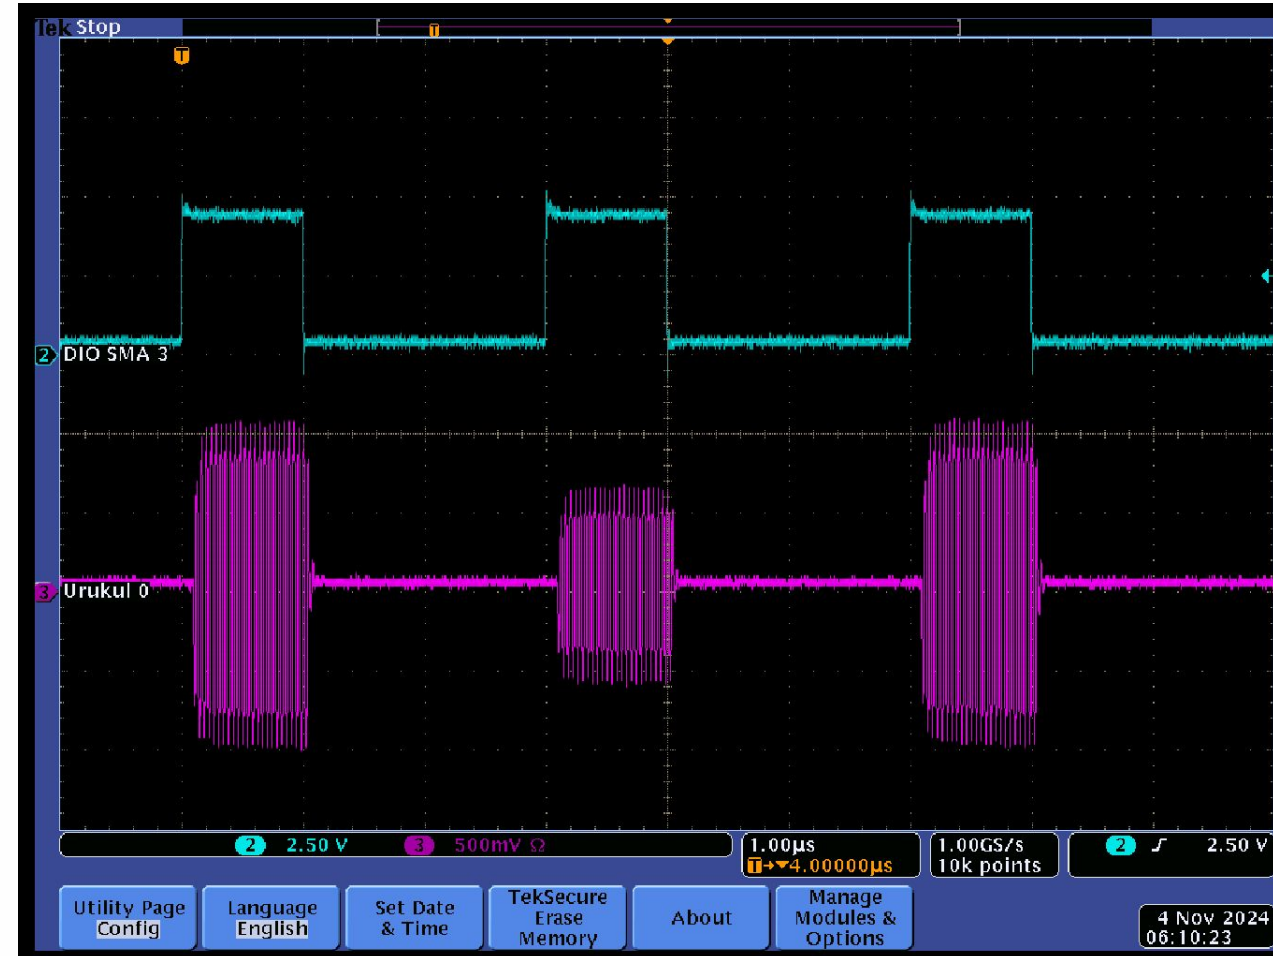 Tek Stop
T
T
2 DIO SMA 3
3 Urukul 0
2 2.50 V 3 500mV Ω
1.00µs
T→▼4.00000µs
1.00GS/s
10k points
2 2.50 V
Utility Page
Config
Language
English
Set Date
& Time
TekSecure
Erase
Memory
About
Manage
Modules &
Options
4 Nov 2024
06:10:23